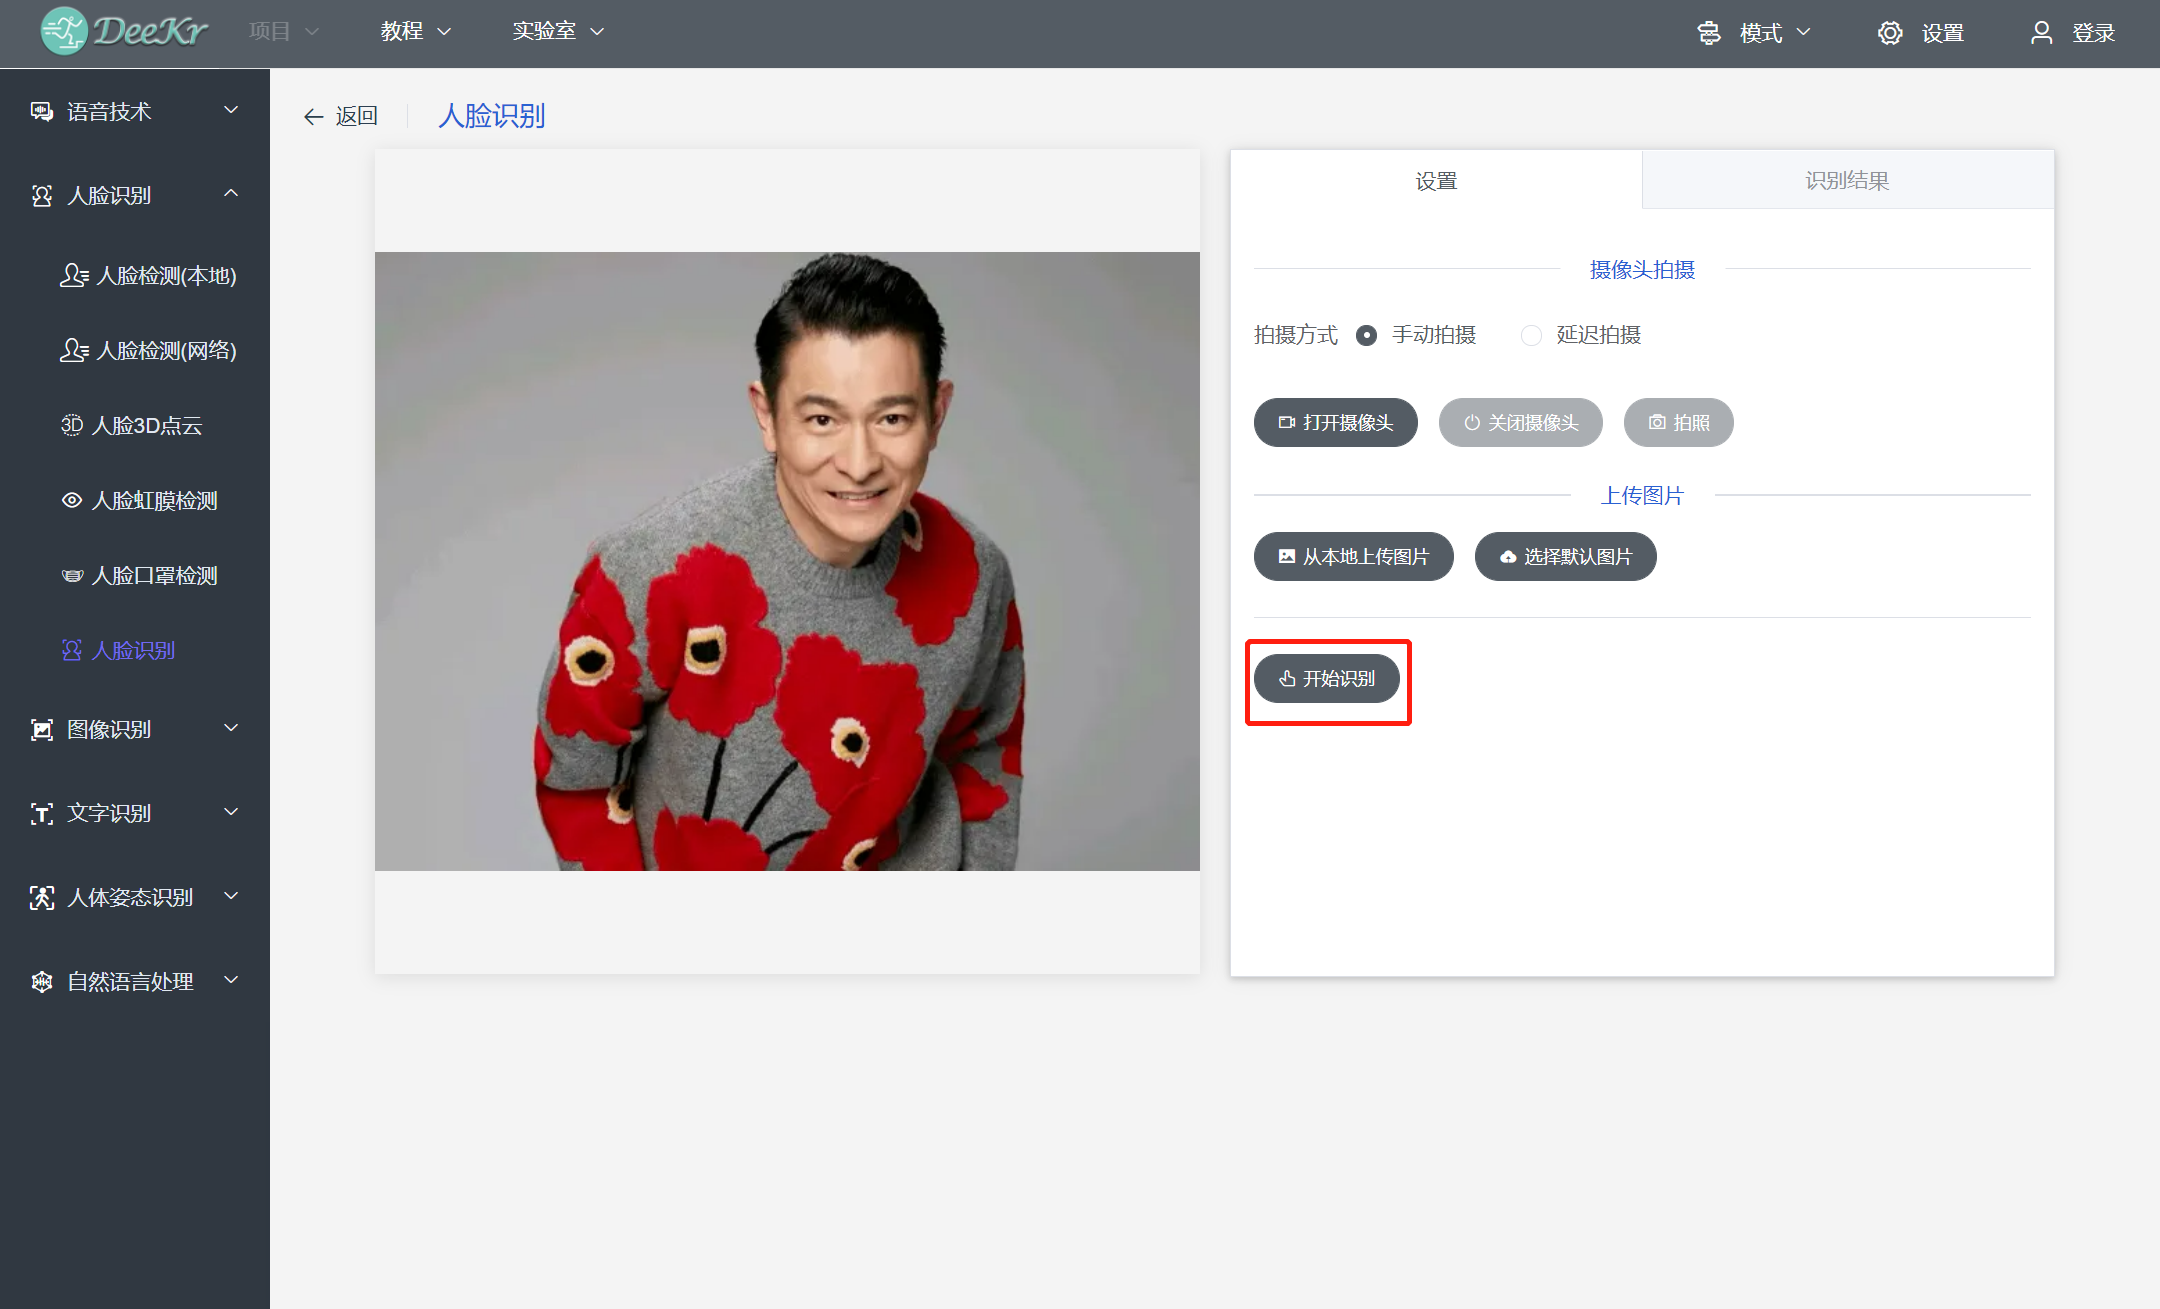 DeeKr
项目
教程
实验室
模式
设置
登录
语音技术
人脸识别
人脸检测(本地)
人脸检测(网络)
3D 人脸3D点云
人脸虹膜检测
人脸口罩检测
人脸识别
图像识别
T 文字识别
人体姿态识别
自然语言处理
返回
人脸识别
设置
识别结果
摄像头拍摄
拍摄方式 手动拍摄 延迟拍摄
打开摄像头 关闭摄像头 拍照
上传图片
从本地上传图片 选择默认图片
开始识别